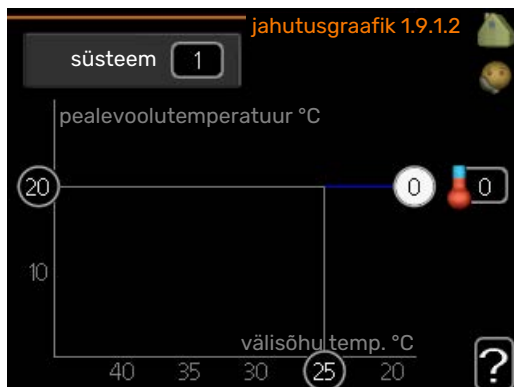 jahutusgraafik 1.9.1.2
süsteem 1
pealevoolutemperatuur °C
20 0 0
10
välisõhu temp. °C
40 35 30 25 20
?